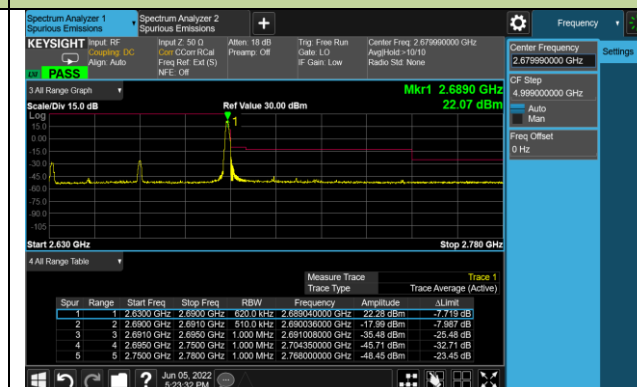 Spectrum Analyzer 1
Spurious Emissions
Spectrum Analyzer 2
Spurious Emissions
+
Frequency
KEYSIGHT
Input: RF
Coupling: DC
Align: Auto
Input Z: 50 Ω
Corr CCorr RCal
Freq Ref: Ext (S)
NFE: Off
Atten: 18 dB
Preamp: Off
Trig: Free Run
Gate: LO
IF Gain: Low
Center Freq: 2.679990000 GHz
Avg|Hold:>10/10
Radio Std: None
PASS
Center Frequency
2.679990000 GHz
Settings
CF Step
4.999000000 GHz
Auto
Man
Freq Offset
0 Hz
3 All Range Graph
Scale/Div 15.0 dB
Ref Value 30.00 dBm
Mkr1 2.6890 GHz
22.07 dBm
Log
15.0
0.00
-15.0
-30.0
-45.0
-60.0
-75.0
-90.0
-105
1
Start 2.630 GHz
Stop 2.780 GHz
4 All Range Table
Measure Trace Trace 1
Trace Type Trace Average (Active)
Spur Range Start Freq Stop Freq RBW Frequency Amplitude ΔLimit
1 1 2.6300 GHz 2.6900 GHz 620.0 kHz 2.689040000 GHz 22.28 dBm -7.719 dB
2 2 2.6900 GHz 2.6910 GHz 510.0 kHz 2.690036000 GHz -17.99 dBm -7.987 dB
3 3 2.6910 GHz 2.6950 GHz 1.000 MHz 2.691008000 GHz -35.48 dBm -25.48 dB
4 4 2.6950 GHz 2.7500 GHz 1.000 MHz 2.704350000 GHz -45.71 dBm -32.71 dB
5 5 2.7500 GHz 2.7800 GHz 1.000 MHz 2.768000000 GHz -48.45 dBm -23.45 dB
?
Jun 05, 2022
5:23:32 PM